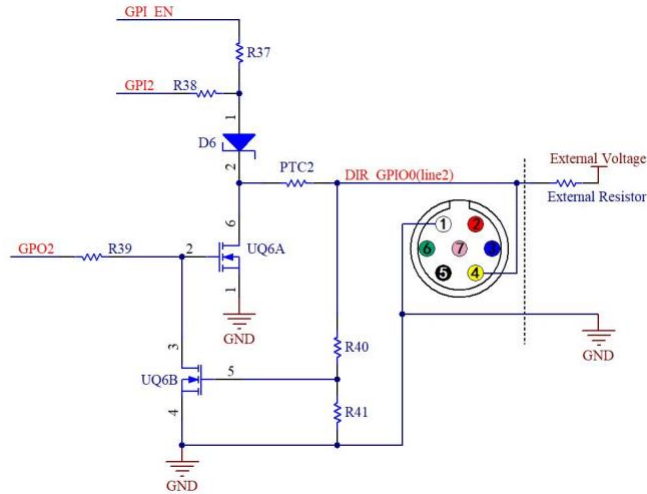 GPI_EN
R37
GPI2 R38
1
D6
2
PTC2
DIR_GPIO0(line2)
External Voltage
External Resistor
6
1 2
6 7 3
5 4
GPO2 R39 2 UQ6A
1
GND
GND
3
R40
UQ6B 5
4
R41
GND